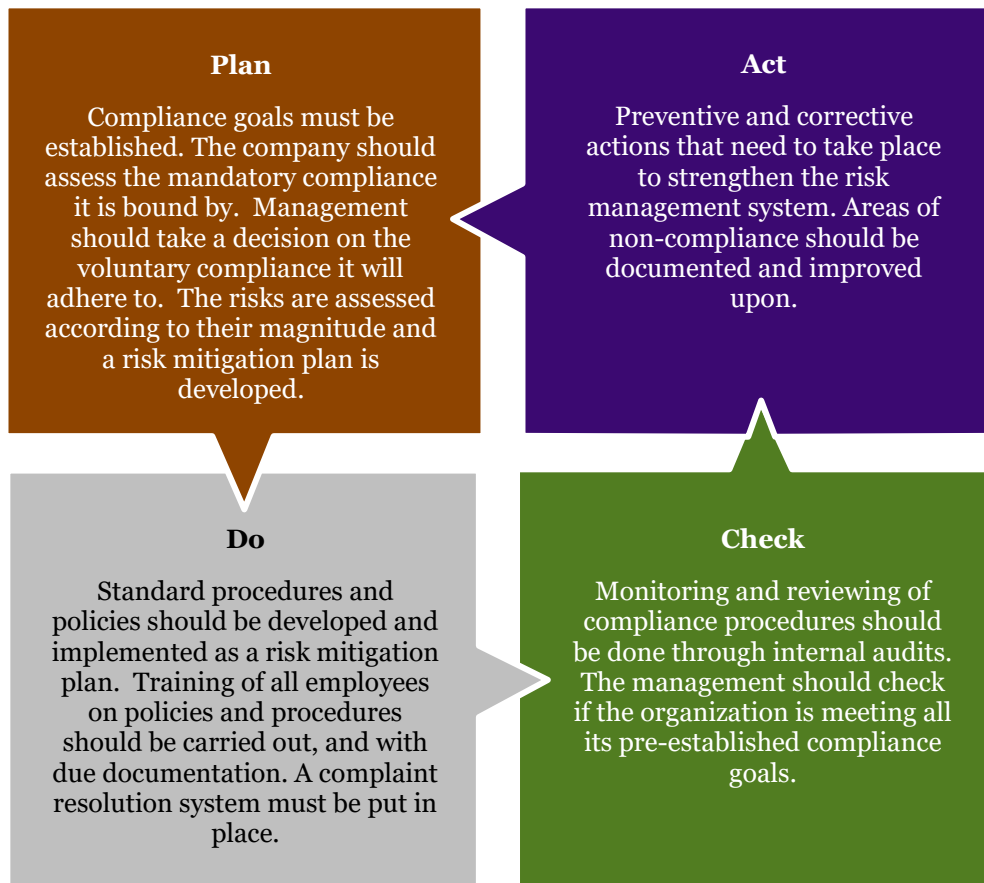 Plan
Compliance goals must be
established. The company should
assess the mandatory compliance
it is bound by.  Management
should take a decision on the
voluntary compliance it will
adhere to.  The risks are assessed
according to their magnitude and
a risk mitigation plan is
developed.
Act
Preventive and corrective
actions that need to take place
to strengthen the risk
management system. Areas of
non-compliance should be
documented and improved
upon.
Do
Standard procedures and
policies should be developed and
implemented as a risk mitigation
plan.  Training of all employees
on policies and procedures
should be carried out, and with
due documentation. A complaint
resolution system must be put in
place.
Check
Monitoring and reviewing of
compliance procedures should
be done through internal audits.
The management should check
if the organization is meeting all
its pre-established compliance
goals.